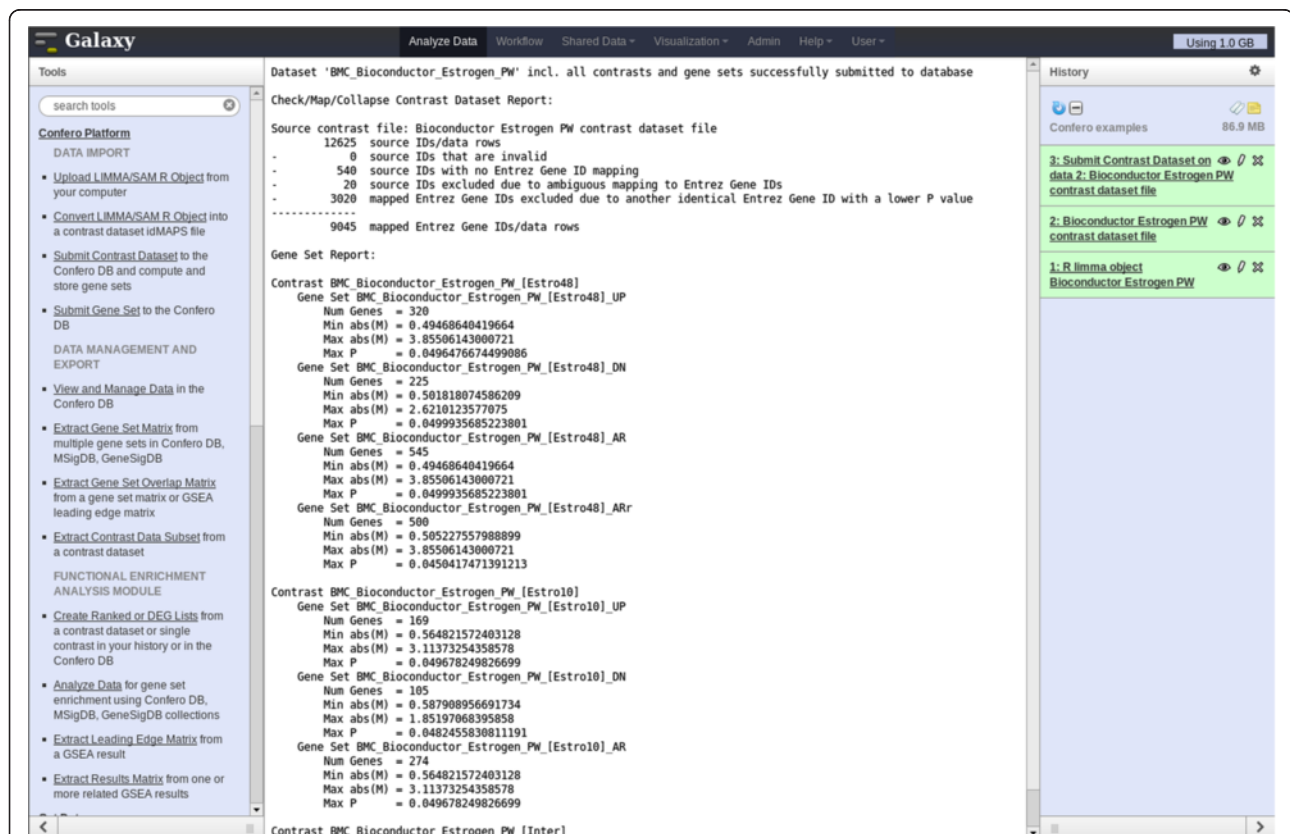 Galaxy
Analyze Data Workflow Shared Data Visualization Admin Help User
Using 1.0 GB
Tools
search tools
Confero Platform
DATA IMPORT
Upload LIMMA/SAM R Object from
your computer
Convert LIMMA/SAM R Object into
a contrast dataset idMAPS file
Submit Contrast Dataset to the
Confero DB and compute and
store gene sets
Submit Gene Set to the Confero
DB
DATA MANAGEMENT AND
EXPORT
View and Manage Data in the
Confero DB
Extract Gene Set Matrix from
multiple gene sets in Confero DB,
MSigDB, GeneSigDB
Extract Gene Set Overlap Matrix
from a gene set matrix or GSEA
leading edge matrix
Extract Contrast Data Subset from
a contrast dataset
FUNCTIONAL ENRICHMENT
ANALYSIS MODULE
Create Ranked or DEG Lists from
a contrast dataset or single
contrast in your history or in the
Confero DB
Analyze Data for gene set
enrichment using Confero DB,
MSigDB, GeneSigDB collections
Extract Leading Edge Matrix from
a GSEA result
Extract Results Matrix from one or
more related GSEA results
Dataset 'BMC_Bioconductor_Estrogen_PW' incl. all contrasts and gene sets successfully submitted to database
Check/Map/Collapse Contrast Dataset Report:
Source contrast file: Bioconductor Estrogen PW contrast dataset file
12625 source IDs/data rows
- 0 source IDs that are invalid
- 540 source IDs with no Entrez Gene ID mapping
- 20 source IDs excluded due to ambiguous mapping to Entrez Gene IDs
- 3020 mapped Entrez Gene IDs excluded due to another identical Entrez Gene ID with a lower P value
-------------
9045 mapped Entrez Gene IDs/data rows
Gene Set Report:
Contrast BMC_Bioconductor_Estrogen_PW_[Estro48]
Gene Set BMC_Bioconductor_Estrogen_PW_[Estro48]_UP
Num Genes = 320
Min abs(M) = 0.49468640419664
Max abs(M) = 3.85506143000721
Max P = 0.0496476674499086
Gene Set BMC_Bioconductor_Estrogen_PW_[Estro48]_DN
Num Genes = 225
Min abs(M) = 0.501818074586209
Max abs(M) = 2.6210123577075
Max P = 0.0499935685223801
Gene Set BMC_Bioconductor_Estrogen_PW_[Estro48]_AR
Num Genes = 545
Min abs(M) = 0.49468640419664
Max abs(M) = 3.85506143000721
Max P = 0.0499935685223801
Gene Set BMC_Bioconductor_Estrogen_PW_[Estro48]_ARr
Num Genes = 500
Min abs(M) = 0.505227557988899
Max abs(M) = 3.85506143000721
Max P = 0.0450417471391213
Contrast BMC_Bioconductor_Estrogen_PW_[Estro10]
Gene Set BMC_Bioconductor_Estrogen_PW_[Estro10]_UP
Num Genes = 169
Min abs(M) = 0.564821572403128
Max abs(M) = 3.11373254358578
Max P = 0.049678249826699
Gene Set BMC_Bioconductor_Estrogen_PW_[Estro10]_DN
Num Genes = 105
Min abs(M) = 0.587908956691734
Max abs(M) = 1.85197068395858
Max P = 0.0482455830811191
Gene Set BMC_Bioconductor_Estrogen_PW_[Estro10]_AR
Num Genes = 274
Min abs(M) = 0.564821572403128
Max abs(M) = 3.11373254358578
Max P = 0.049678249826699
Contrast BMC_Bioconductor_Estrogen_PW_[Inter]
History
Confero examples 86.9 MB
3: Submit Contrast Dataset on
data 2: Bioconductor Estrogen PW
contrast dataset file
2: Bioconductor Estrogen PW
contrast dataset file
1: R limma object
Bioconductor Estrogen PW